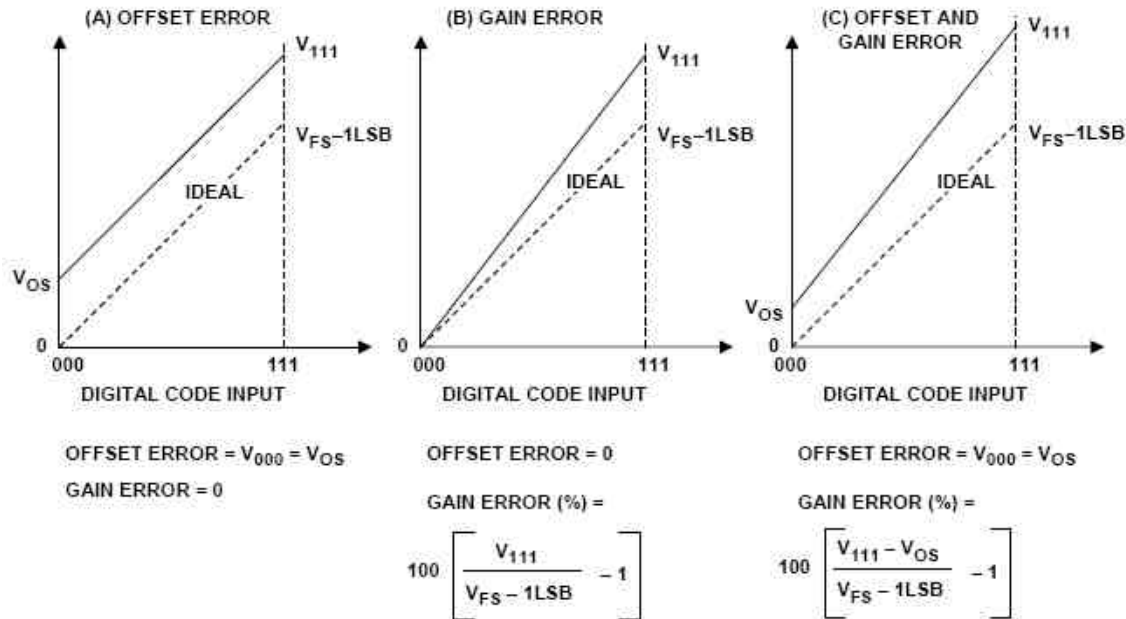 (A) OFFSET ERROR
V111
VFS–1LSB
IDEAL
VOS
0
000
111
DIGITAL CODE INPUT
OFFSET ERROR = V000 = VOS
GAIN ERROR = 0
(B) GAIN ERROR
V111
VFS–1LSB
IDEAL
0
000
111
DIGITAL CODE INPUT
OFFSET ERROR = 0
GAIN ERROR (%) =
100
V111
VFS – 1LSB
– 1
(C) OFFSET AND
GAIN ERROR
V111
VFS–1LSB
IDEAL
VOS
0
000
111
DIGITAL CODE INPUT
OFFSET ERROR = V000 = VOS
GAIN ERROR (%) =
100
V111 – VOS
VFS – 1LSB
– 1